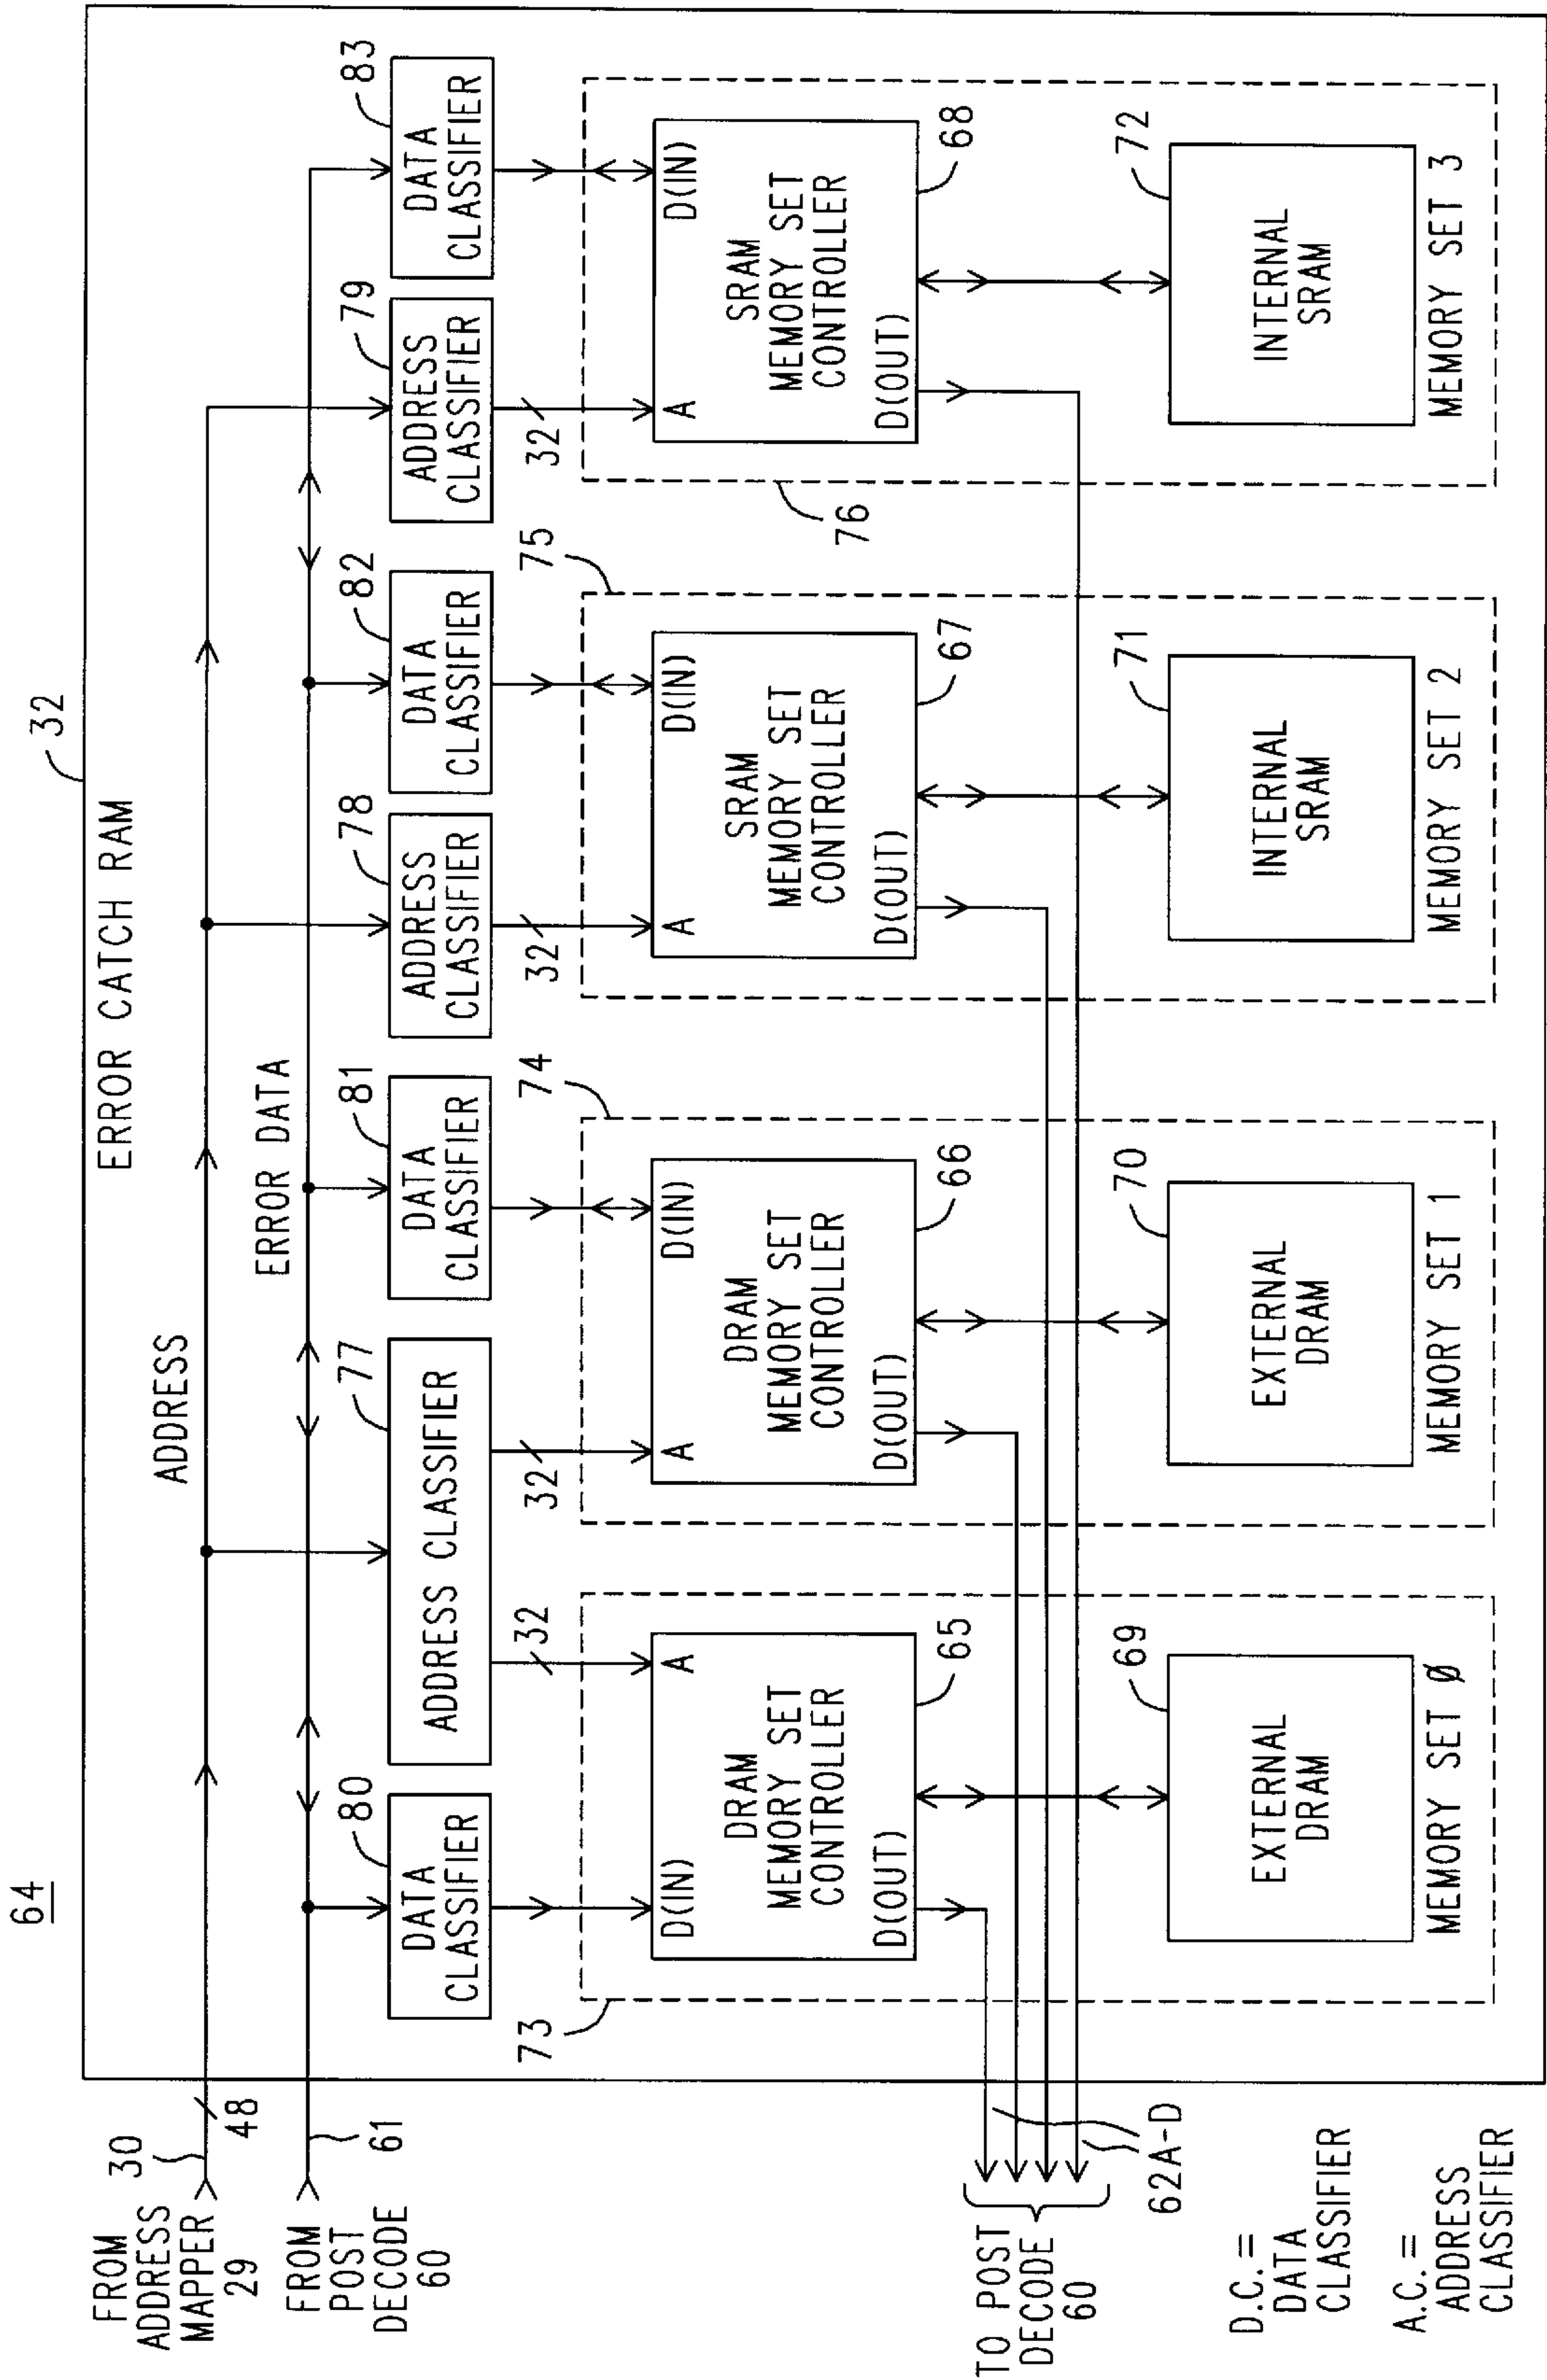 64
32
ERROR CATCH RAM
FROM
ADDRESS
MAPPER
29
30
48
ADDRESS
FROM
POST
DECODE
60
61
ERROR DATA
80
DATA
CLASSIFIER
77
ADDRESS CLASSIFIER
81
DATA
CLASSIFIER
78
ADDRESS
CLASSIFIER
82
DATA
CLASSIFIER
79
ADDRESS
CLASSIFIER
83
DATA
CLASSIFIER
73
32
32
74
32
75
32
76
D(IN)
A
DRAM
MEMORY SET
CONTROLLER
D(OUT)
65
A
D(IN)
DRAM
MEMORY SET
CONTROLLER
D(OUT)
66
A
D(IN)
SRAM
MEMORY SET
CONTROLLER
D(OUT)
67
A
D(IN)
SRAM
MEMORY SET
CONTROLLER
D(OUT)
68
TO POST
DECODE
60
62A-D
69
EXTERNAL
DRAM
MEMORY SET Ø
70
EXTERNAL
DRAM
MEMORY SET 1
71
INTERNAL
SRAM
MEMORY SET 2
72
INTERNAL
SRAM
MEMORY SET 3
D.C. =
DATA
CLASSIFIER
A.C. =
ADDRESS
CLASSIFIER